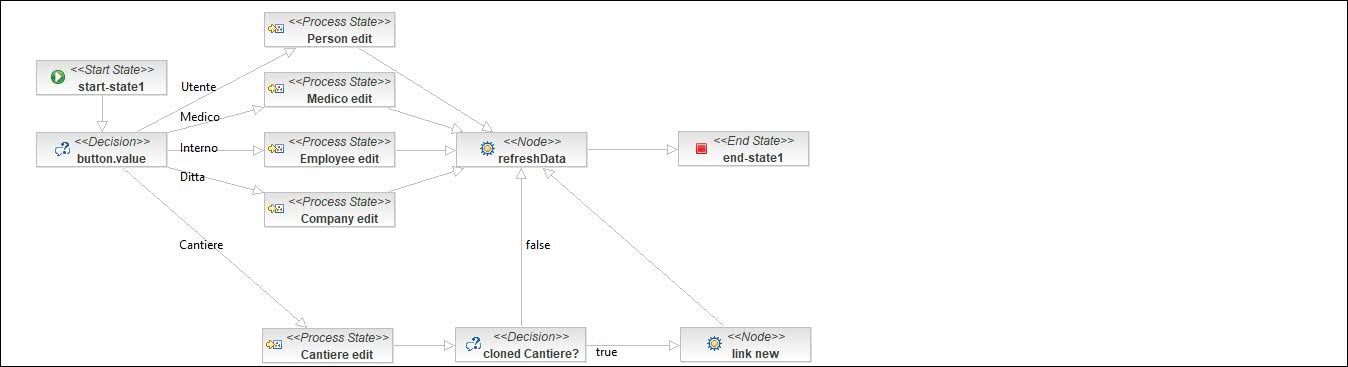 <<Process State>>
Person edit
<<Start State>>
start-state1
Utente
<<Process State>>
Medico edit
Medico
<<Decision>>
button.value
Interno
<<Process State>>
Employee edit
<<Node>>
refreshData
<<End State>>
end-state1
Ditta
<<Process State>>
Company edit
Cantiere
false
<<Process State>>
Cantiere edit
<<Decision>>
cloned Cantiere?
true
<<Node>>
link new